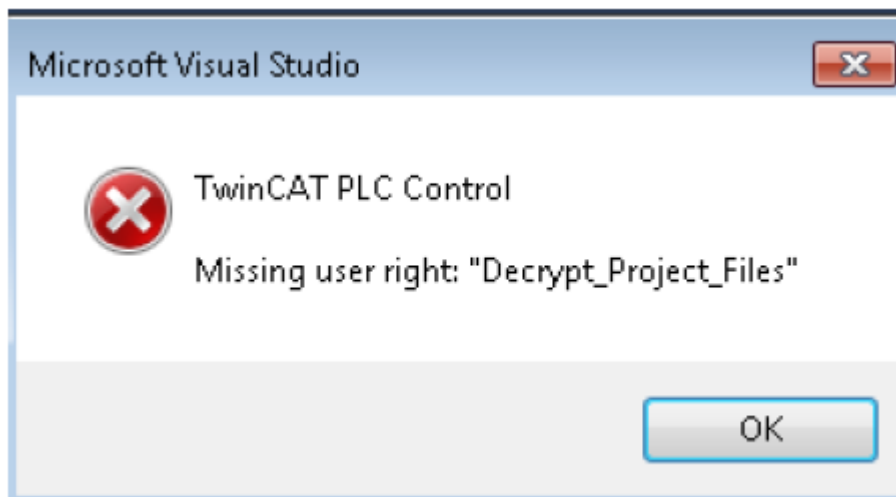 Microsoft Visual Studio
TwinCAT PLC Control
Missing user right: "Decrypt_Project_Files"
OK